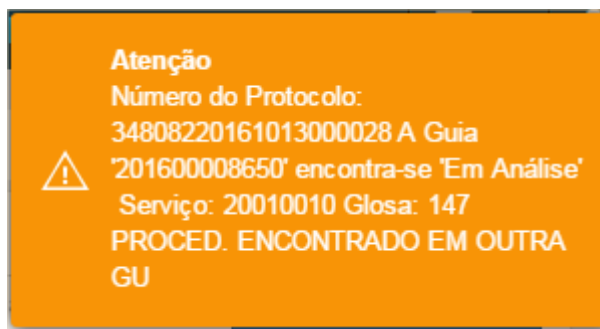 Atenção
Número do Protocolo:
34808220161013000028 A Guia
'201600008650' encontra-se 'Em Análise'
Serviço: 20010010 Glosa: 147
PROCED. ENCONTRADO EM OUTRA
GU